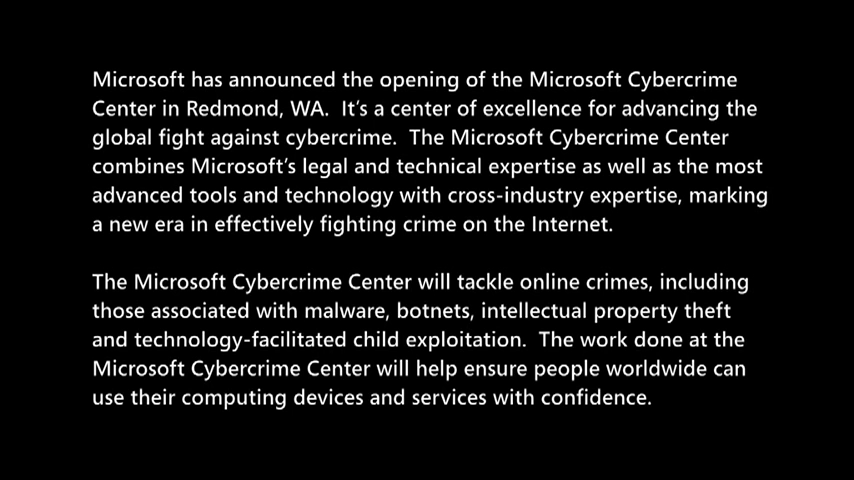 Microsoft has announced the opening of the Microsoft Cybercrime
Center in Redmond, WA.  It's a center of excellence for advancing the
global fight against cybercrime.  The Microsoft Cybercrime Center
combines Microsoft's legal and technical expertise as well as the most
advanced tools and technology with cross-industry expertise, marking
a new era in effectively fighting crime on the Internet.
The Microsoft Cybercrime Center will tackle online crimes, including
those associated with malware, botnets, intellectual property theft
and technology-facilitated child exploitation.  The work done at the
Microsoft Cybercrime Center will help ensure people worldwide can
use their computing devices and services with confidence.